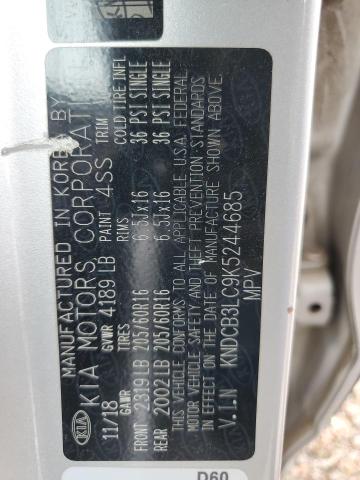 MANUFACTURED IN KOREA BY
KIA KIA MOTORS CORPORATI
11/18 GVWR 4189 LB PAINT 4SS TRIM
GAWR TIRES RIMS COLD TIRE INFL
FRONT 2319 LB 205/60R16 6.5Jx16 36 PSI SINGLE
REAR 2002 LB 205/60R16 6.5Jx16 36 PSI SINGLE
THIS VEHICLE CONFORMS TO ALL APPLICABLE U.S.A. FEDERAL
MOTOR VEHICLE SAFETY AND THEFT PREVENTION STANDARDS
IN EFFECT ON THE DATE OF MANUFACTURE SHOWN ABOVE.
V.I.N KNDCB3LC9K5244685
MPV
D60